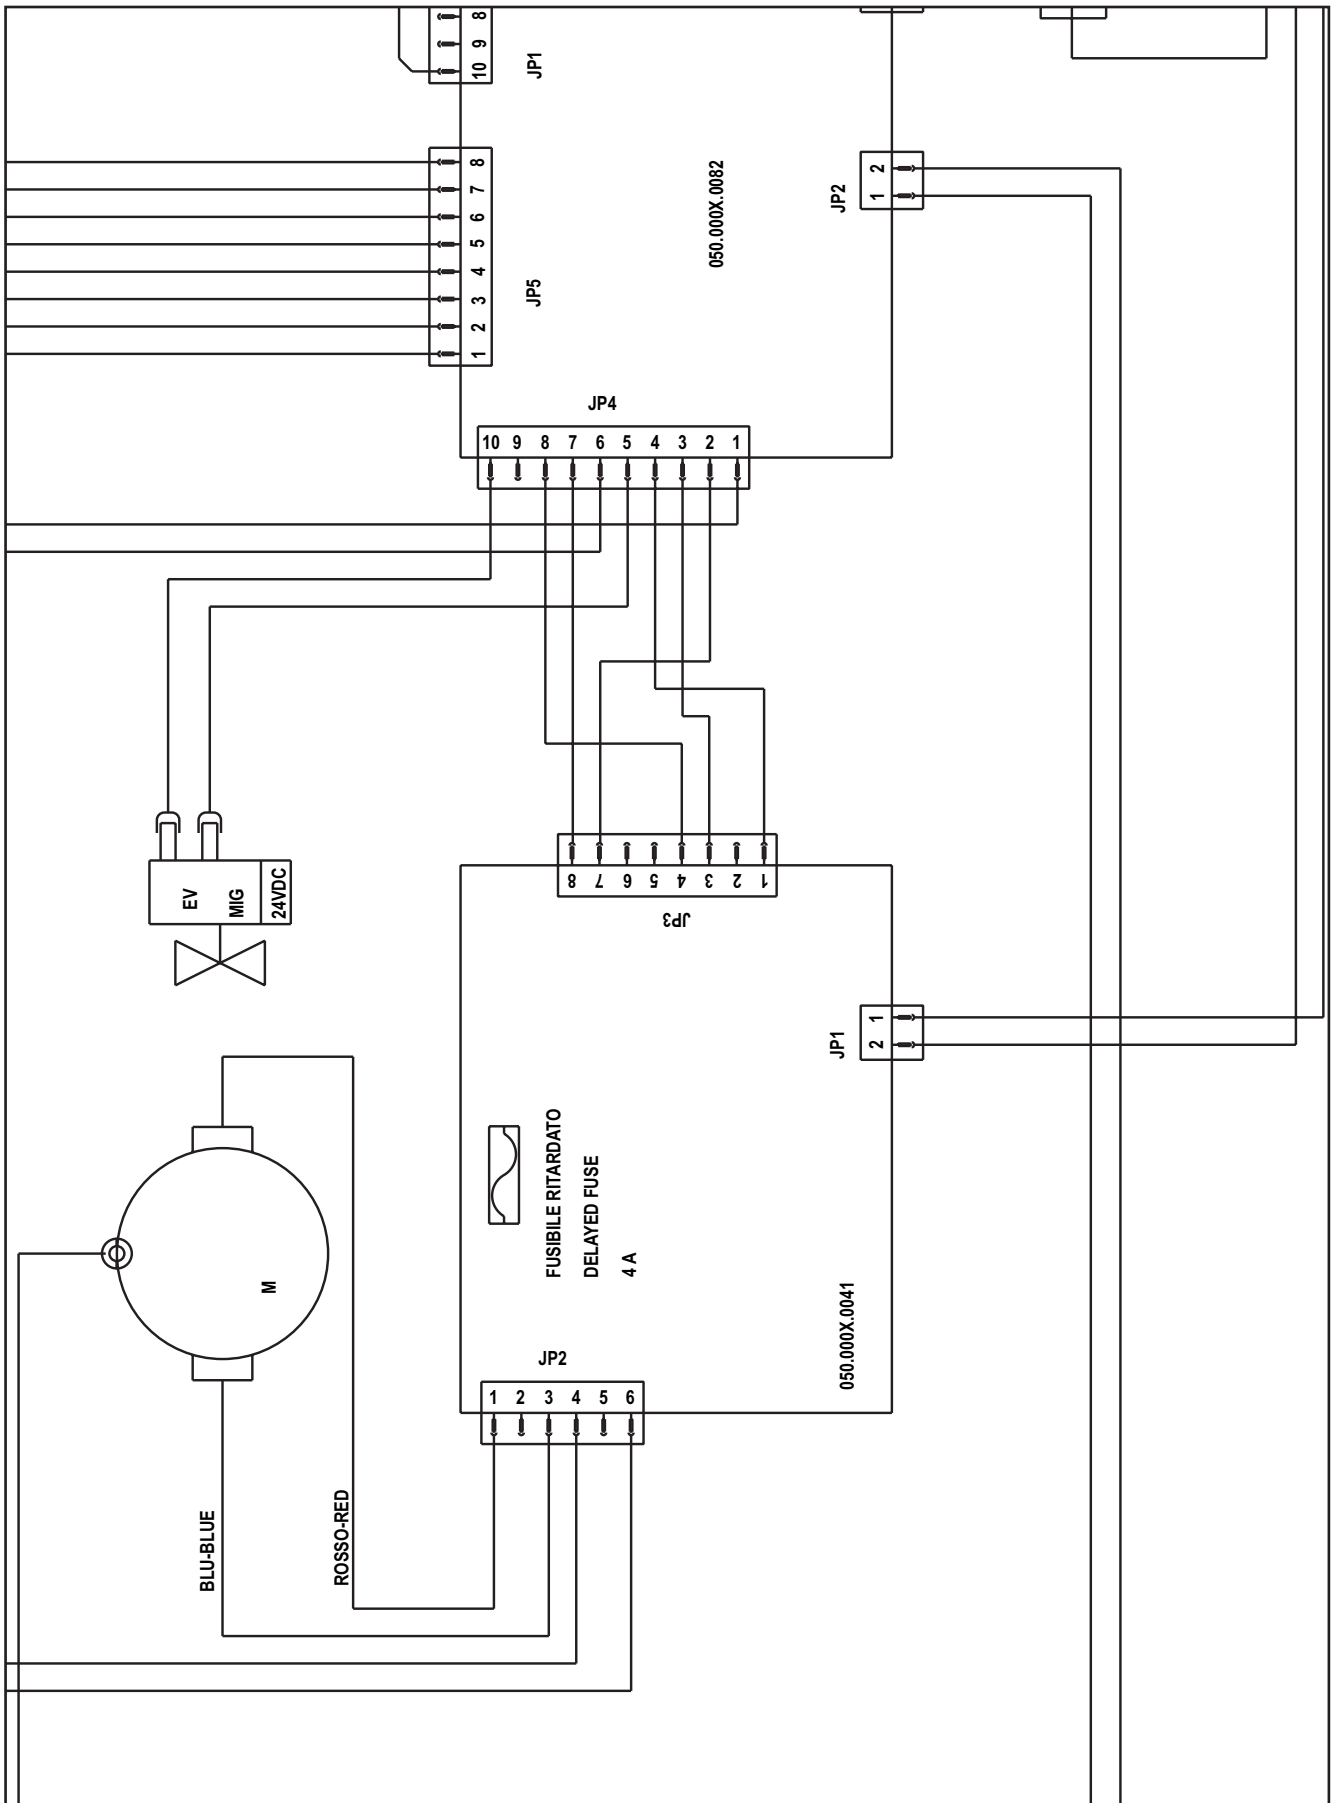 8
9
10
JP1
8
7
6
5
4
3
2
1
JP5
050.000X.0082
2
1
JP2
JP4
10 9 8 7 6 5 4 3 2 1
EV
MIG
24VDC
8 7 6 5 4 3 2 1
JP3
1
2
JP1
FUSIBILE RITARDATO
DELAYED FUSE
4 A
050.000X.0041
M
JP2
1 2 3 4 5 6
BLU-BLUE
ROSSO-RED